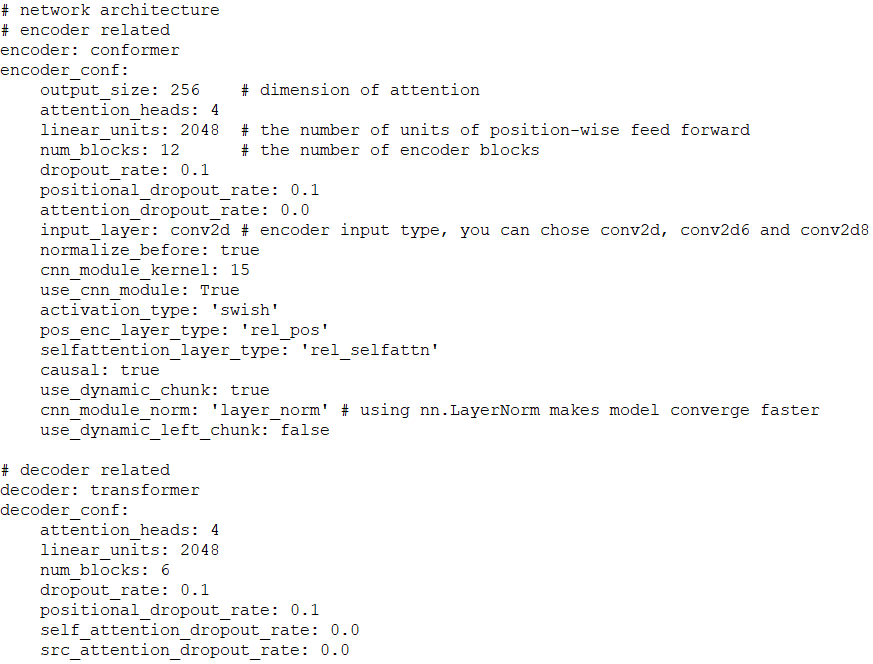 # network architecture
# encoder related
encoder: conformer
encoder_conf:
    output_size: 256    # dimension of attention
    attention_heads: 4
    linear_units: 2048  # the number of units of position-wise feed forward
    num_blocks: 12      # the number of encoder blocks
    dropout_rate: 0.1
    positional_dropout_rate: 0.1
    attention_dropout_rate: 0.0
    input_layer: conv2d # encoder input type, you can chose conv2d, conv2d6 and conv2d8
    normalize_before: true
    cnn_module_kernel: 15
    use_cnn_module: True
    activation_type: 'swish'
    pos_enc_layer_type: 'rel_pos'
    selfattention_layer_type: 'rel_selfattn'
    causal: true
    use_dynamic_chunk: true
    cnn_module_norm: 'layer_norm' # using nn.LayerNorm makes model converge faster
    use_dynamic_left_chunk: false

# decoder related
decoder: transformer
decoder_conf:
    attention_heads: 4
    linear_units: 2048
    num_blocks: 6
    dropout_rate: 0.1
    positional_dropout_rate: 0.1
    self_attention_dropout_rate: 0.0
    src_attention_dropout_rate: 0.0